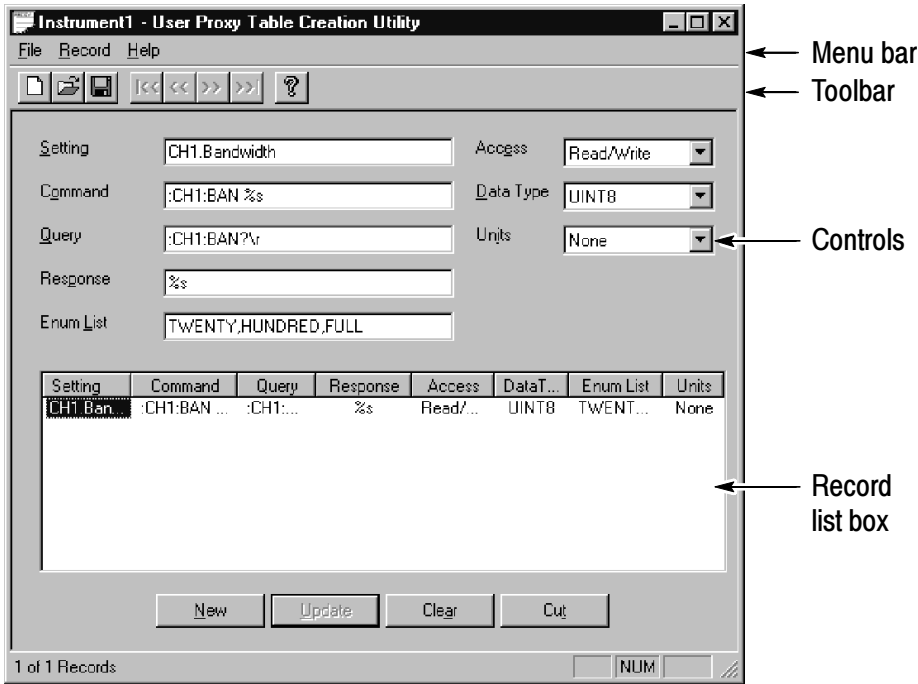 Instrument1 - User Proxy Table Creation Utility
File Record Help
Menu bar
Toolbar
|<< << >> >>| ?
Setting CH1.Bandwidth Access Read/Write
Command :CH1:BAN %s Data Type UINT8
Query :CH1:BAN?\r Units None
Controls
Response %s
Enum List TWENTY,HUNDRED,FULL
Setting Command Query Response Access DataT... Enum List Units
CH1.Ban... :CH1:BAN ... :CH1:... %s Read/... UINT8 TWENT... None
Record
list box
New Update Clear Cut
1 of 1 Records NUM